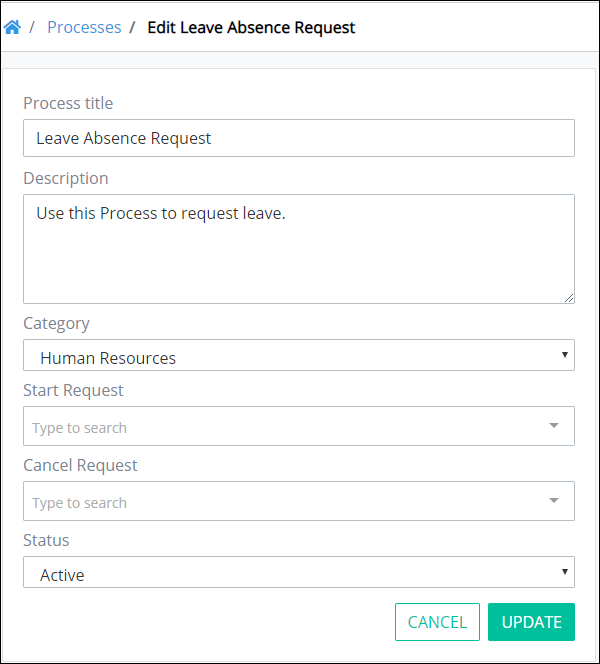 / Processes / Edit Leave Absence Request
Process title
Leave Absence Request
Description
Use this Process to request leave.
Category
Human Resources
Start Request
Type to search
Cancel Request
Type to search
Status
Active
CANCEL UPDATE